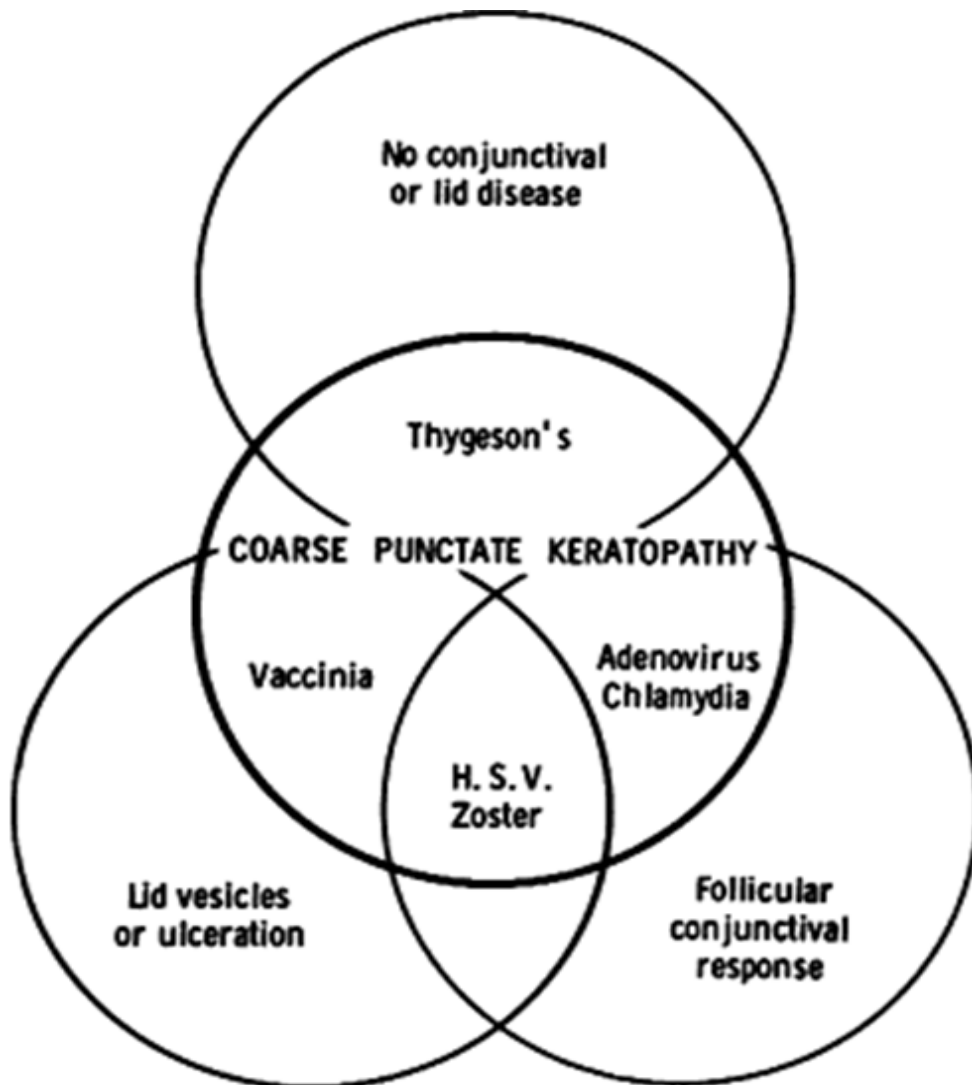 No conjunctival
or lid disease
Thygeson's
COARSE PUNCTATE KERATOPATHY
Vaccinia
Adenovirus
Chlamydia
H. S. V.
Zoster
Lid vesicles
or ulceration
Follicular
conjunctival
response